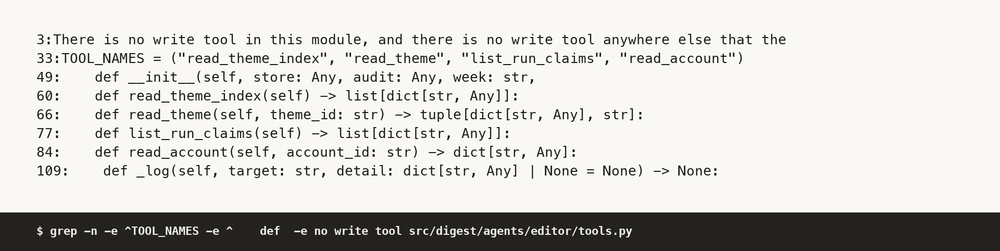 3:There is no write tool in this module, and there is no write tool anywhere else that the
33:TOOL_NAMES = ("read_theme_index", "read_theme", "list_run_claims", "read_account")
49:    def __init__(self, store: Any, audit: Any, week: str,
60:    def read_theme_index(self) -> list[dict[str, Any]]:
66:    def read_theme(self, theme_id: str) -> tuple[dict[str, Any], str]:
77:    def list_run_claims(self) -> list[dict[str, Any]]:
84:    def read_account(self, account_id: str) -> dict[str, Any]:
109:    def _log(self, target: str, detail: dict[str, Any] | None = None) -> None:
$ grep -n -e ^TOOL_NAMES -e ^    def  -e no write tool src/digest/agents/editor/tools.py